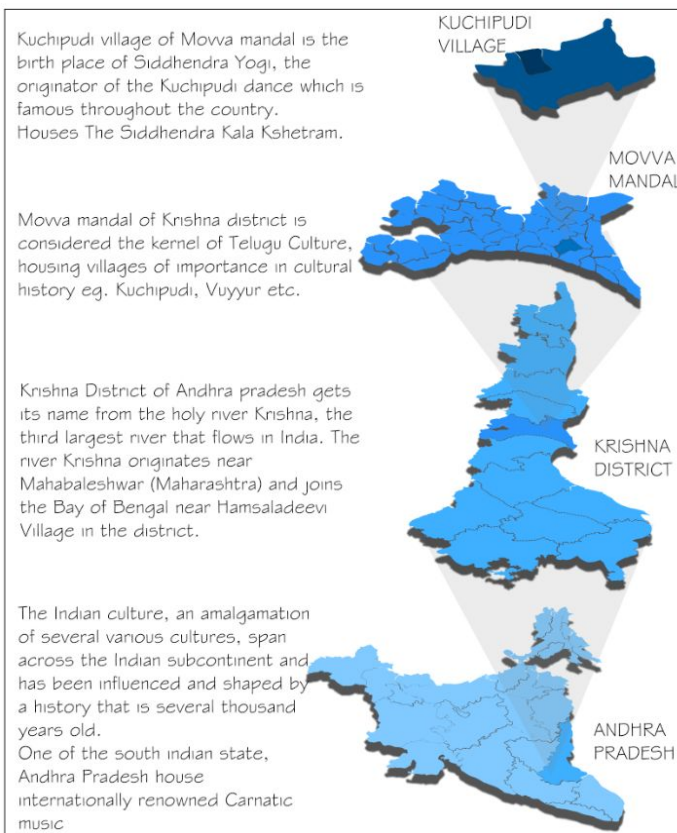 KUCHIPUDI
VILLAGE
Kuchipudi village of Movva mandal is the
birth place of Siddhendra Yogi, the
originator of the Kuchipudi dance which is
famous throughout the country.
Houses The Siddhendra Kala Kshetram.
MOVVA
MANDAL
Movva mandal of Krishna district is
considered the kernel of Telugu Culture,
housing villages of importance in cultural
history eg. Kuchipudi, Vuyyur etc.
Krishna District of Andhra pradesh gets
its name from the holy river Krishna, the
third largest river that flows in India. The
river Krishna originates near
Mahabaleshwar (Maharashtra) and joins
the Bay of Bengal near Hamsaladeevi
Village in the district.
KRISHNA
DISTRICT
The Indian culture, an amalgamation
of several various cultures, span
across the Indian subcontinent and
has been influenced and shaped by
a history that is several thousand
years old.
One of the south indian state,
Andhra Pradesh house
internationally renowned Carnatic
music
ANDHRA
PRADESH